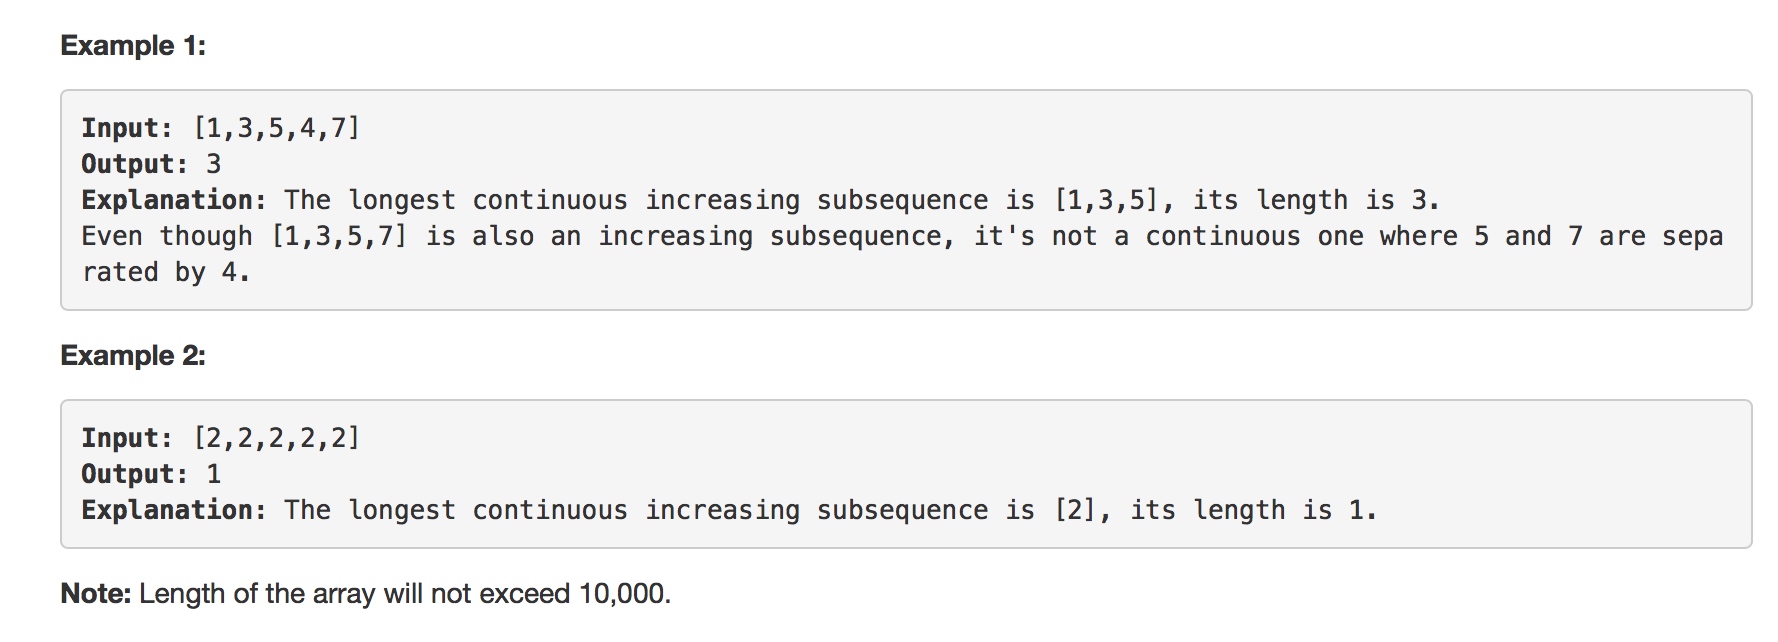 Example 1:
Input: [1,3,5,4,7]
Output: 3
Explanation: The longest continuous increasing subsequence is [1,3,5], its length is 3.
Even though [1,3,5,7] is also an increasing subsequence, it's not a continuous one where 5 and 7 are sepa
rated by 4.
Example 2:
Input: [2,2,2,2,2]
Output: 1
Explanation: The longest continuous increasing subsequence is [2], its length is 1.
Note: Length of the array will not exceed 10,000.